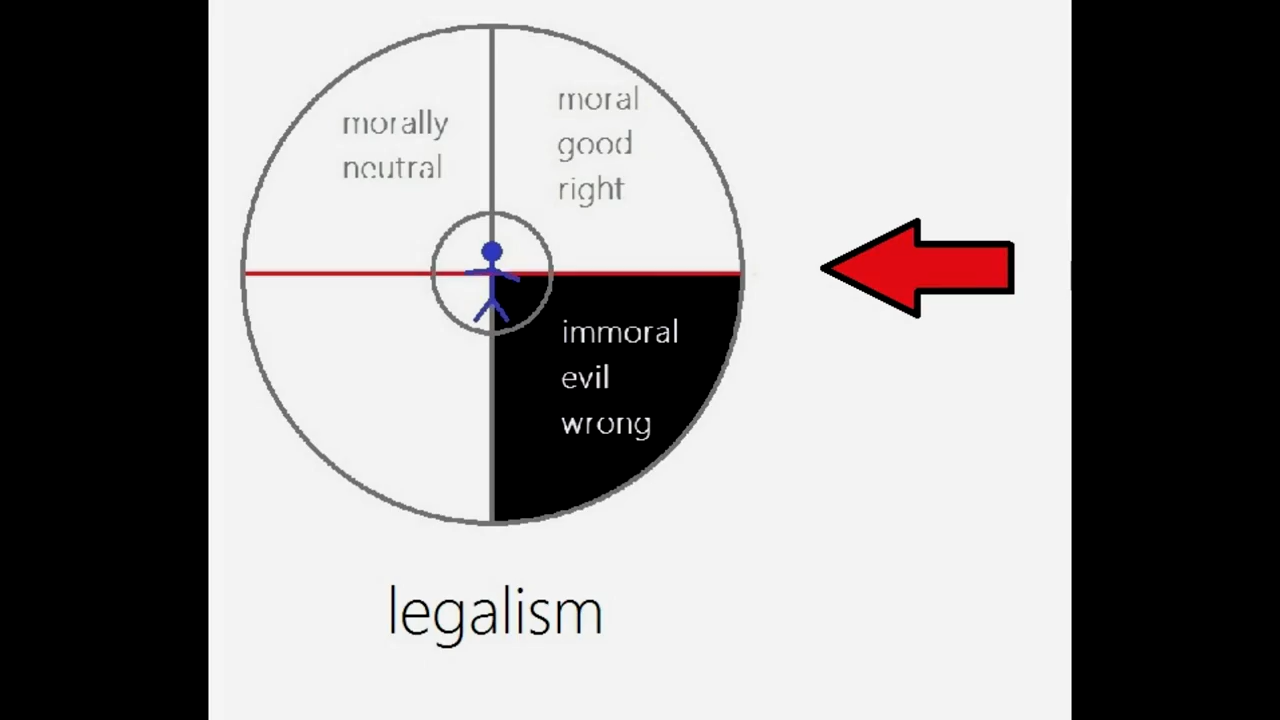 morally
neutral
moral
good
right
immoral
evil
wrong
legalism